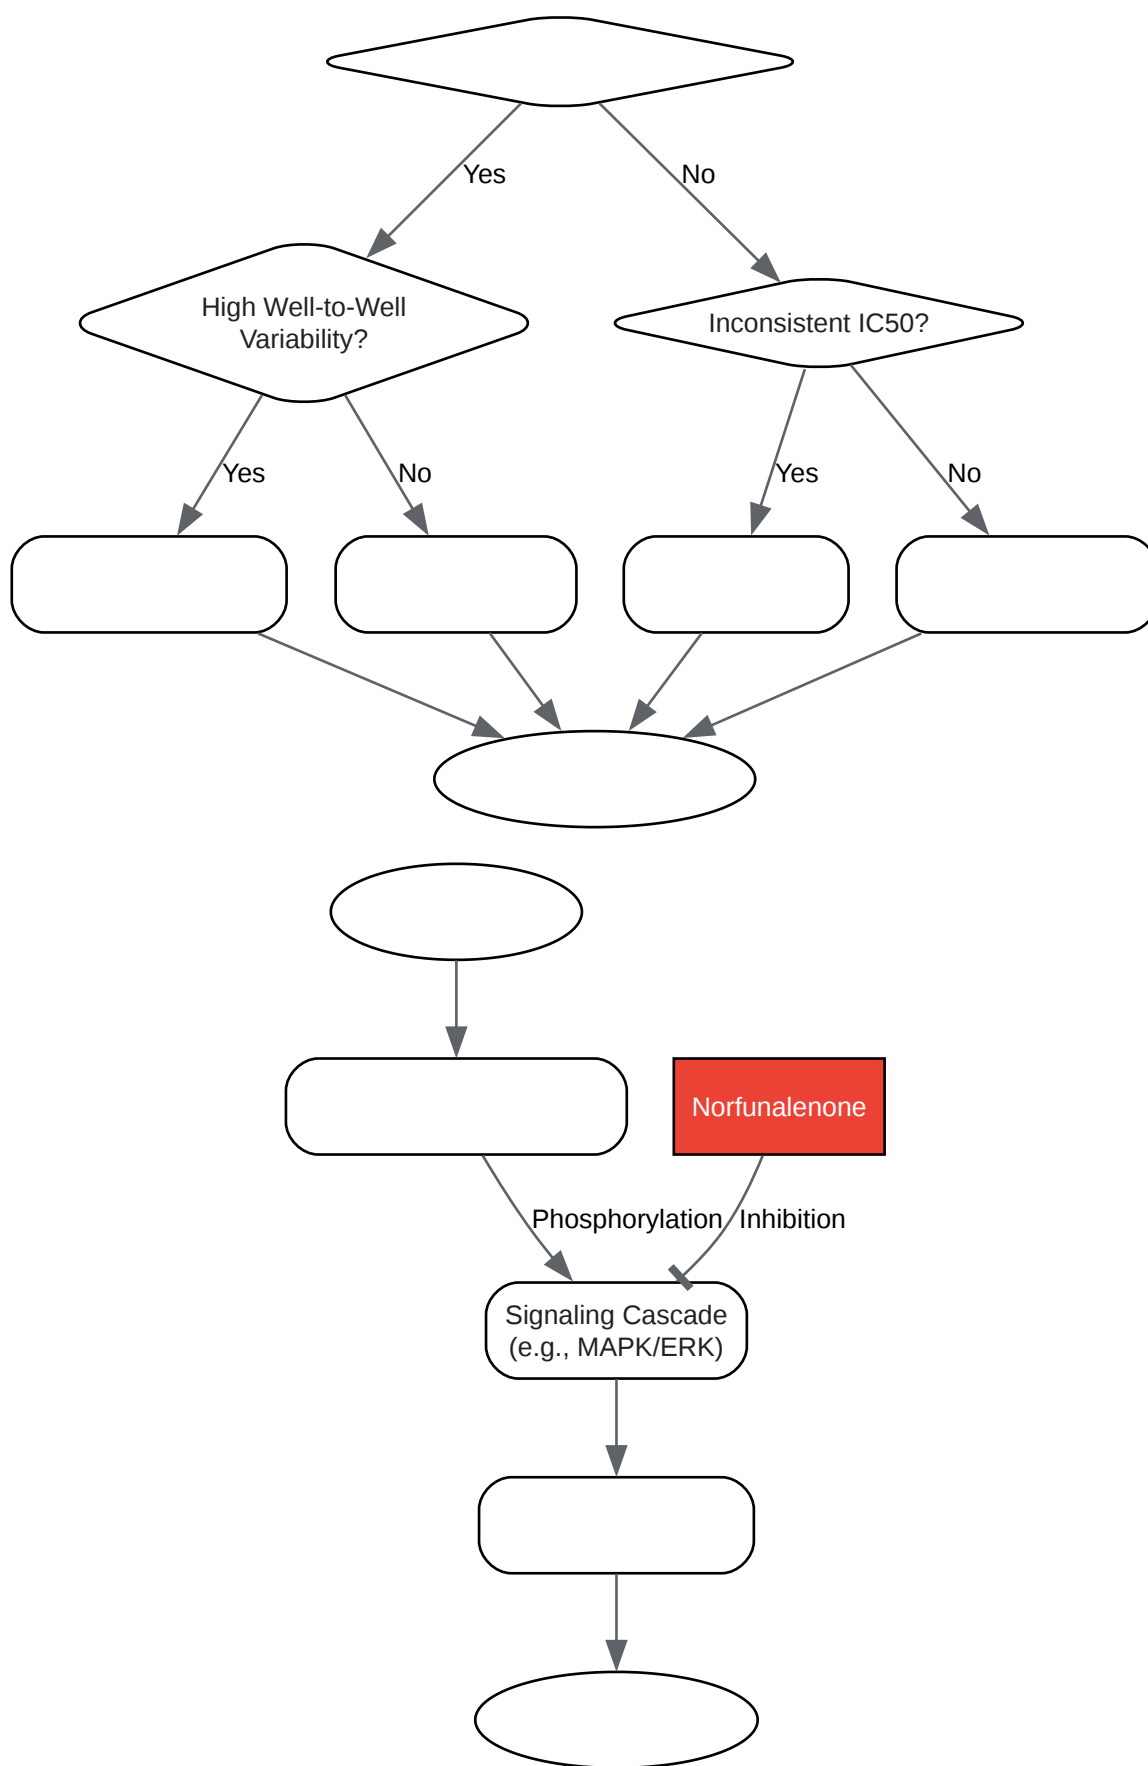 Yes
No
High Well-to-Well
Variability?
Inconsistent IC50?
Yes
No
Yes
No
Norfunalenone
Phosphorylation
Inhibition
Signaling Cascade
(e.g., MAPK/ERK)